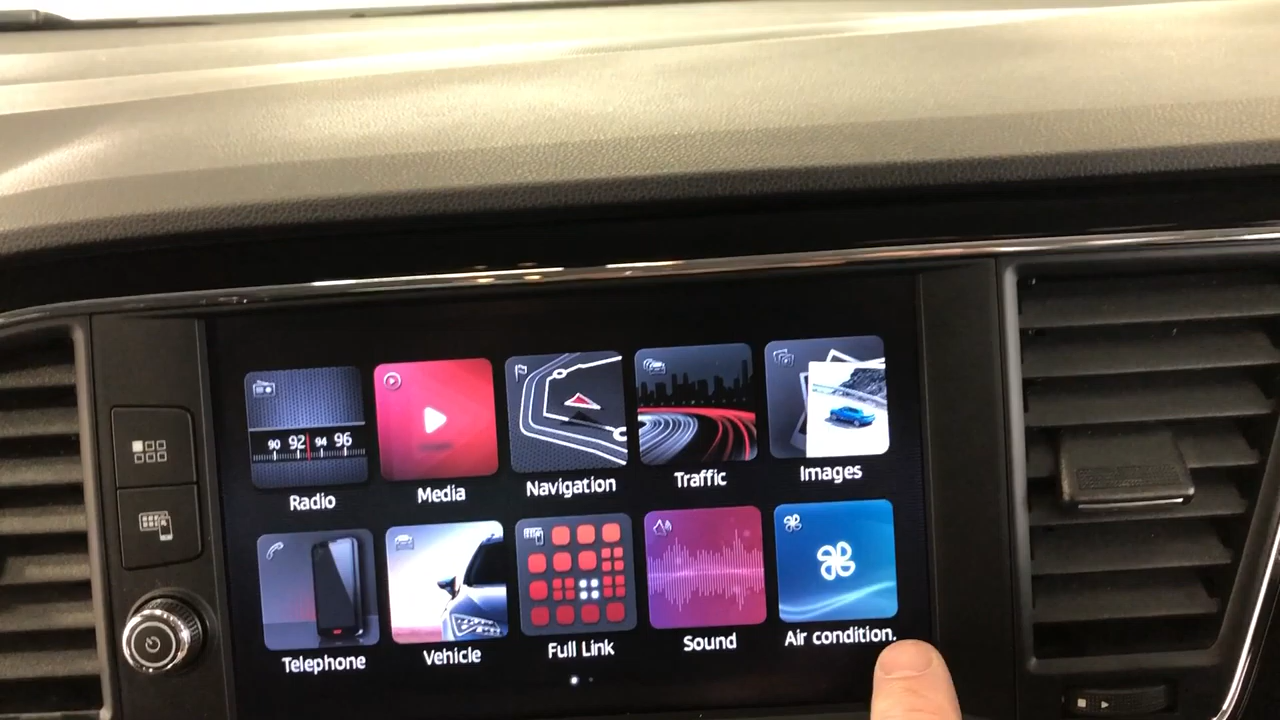 90 92 94 96
Radio
Media
Navigation
Traffic
Images
Telephone
Vehicle
Full Link
Sound
Air condition.